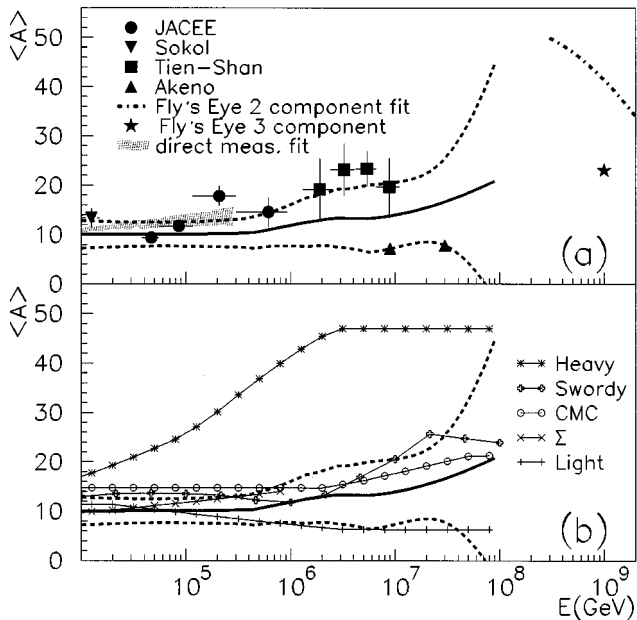 <A>
50
40
30
20
10
0
JACEE
Sokol
Tien-Shan
Akeno
Fly's Eye 2 component fit
Fly's Eye 3 component
direct meas. fit
(a)
<A>
50
40
30
20
10
0
Heavy
Swordy
CMC
Σ
Light
(b)
10^5
10^6
10^7
10^8
10^9
E(GeV)